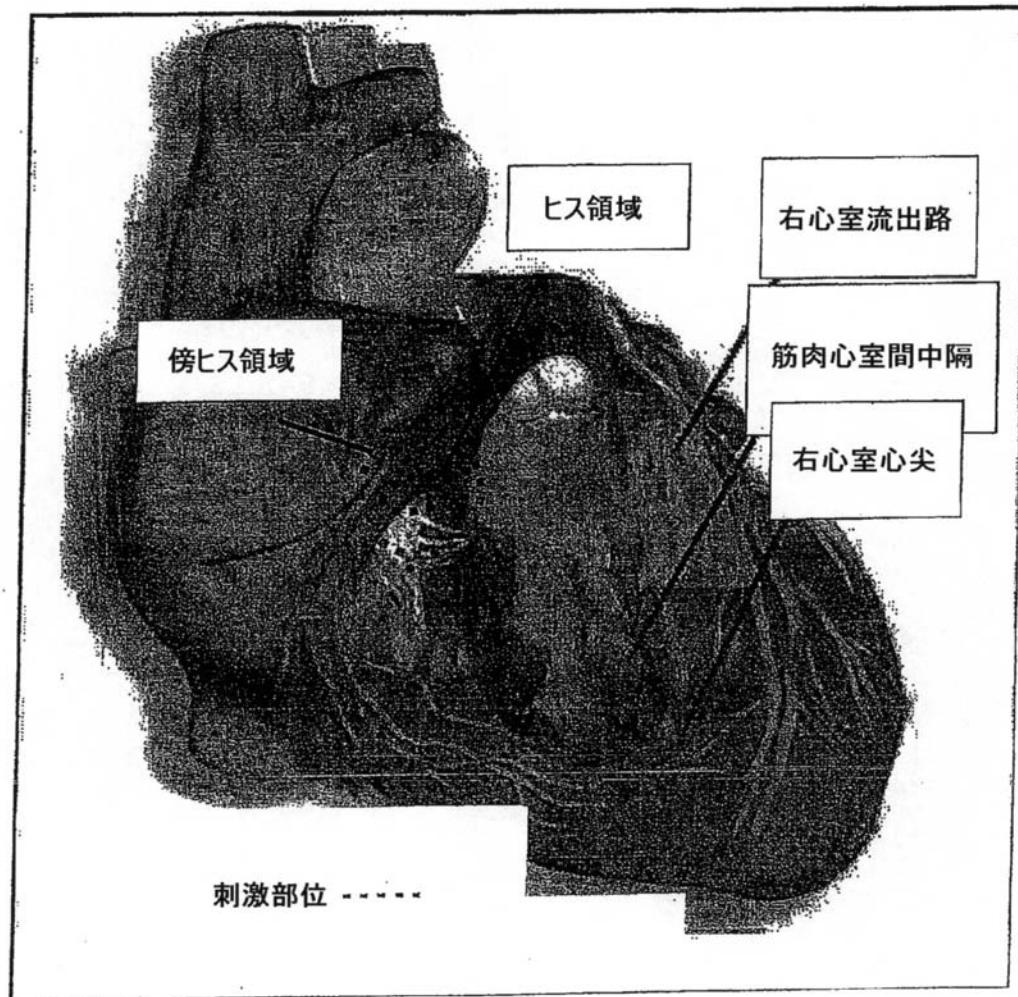 ヒス領域
右心室流出路
傍ヒス領域
筋肉心室間中隔
右心室心尖
刺激部位